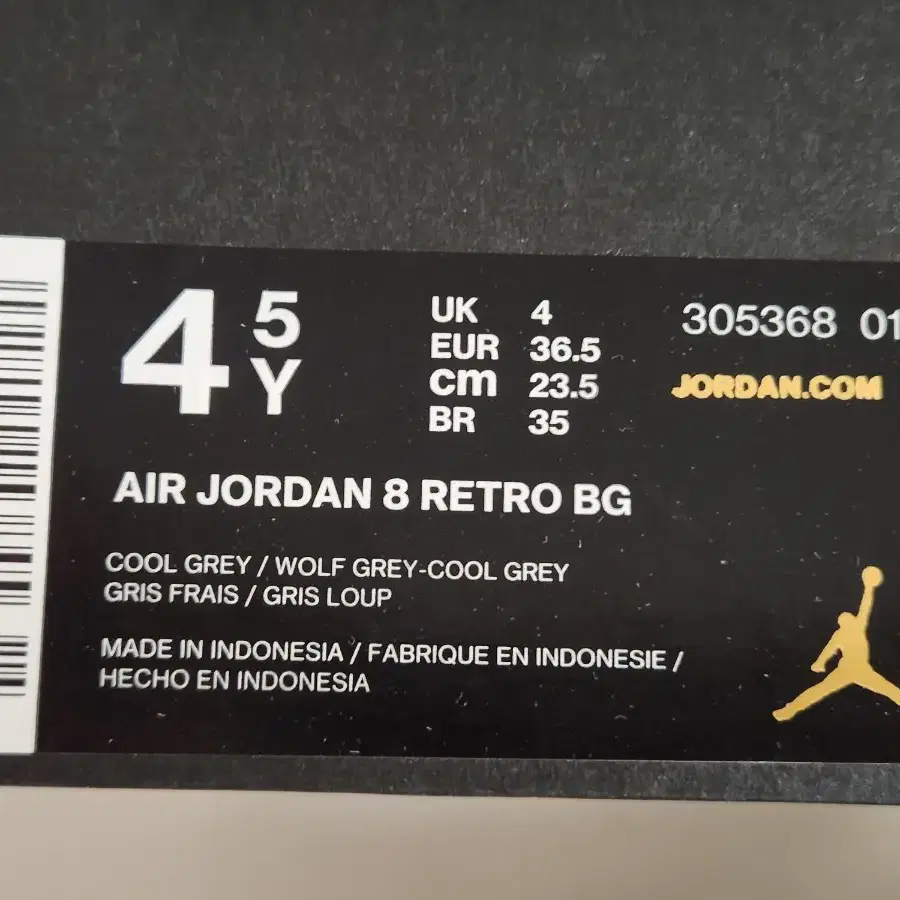 4 5
Y
UK 4
EUR 36.5
cm 23.5
BR 35
305368 01
JORDAN.COM
AIR JORDAN 8 RETRO BG
COOL GREY / WOLF GREY-COOL GREY
GRIS FRAIS / GRIS LOUP
MADE IN INDONESIA / FABRIQUE EN INDONESIE /
HECHO EN INDONESIA